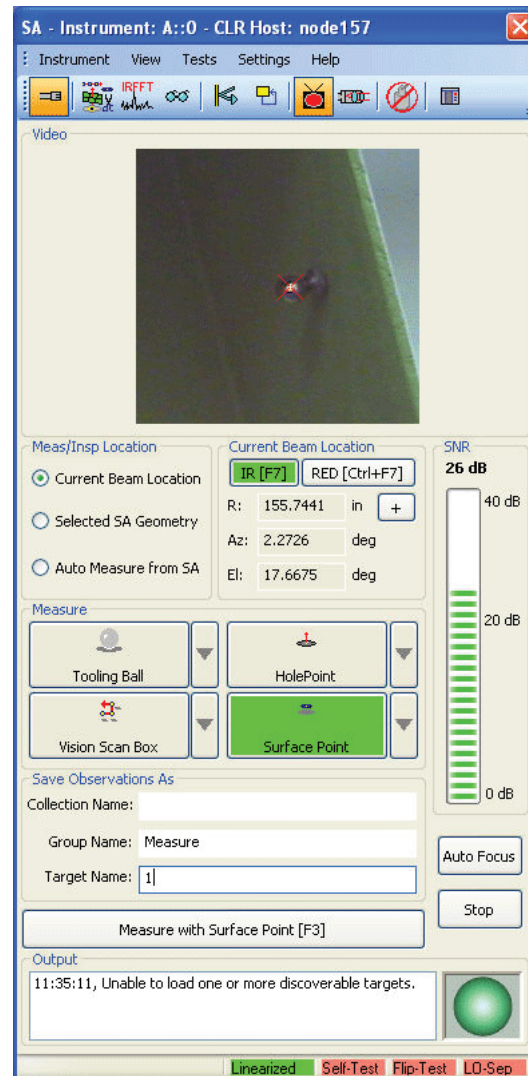 SA - Instrument: A::0 - CLR Host: node157
Instrument View Tests Settings Help
IRFFT
Video
Meas/Insp Location
Current Beam Location
Selected SA Geometry
Auto Measure from SA
Current Beam Location
IR [F7] RED [Ctrl+F7]
R: 155.7441 in +
Az: 2.2726 deg
El: 17.6675 deg
SNR
26 dB
40 dB
20 dB
0 dB
Measure
Tooling Ball
HolePoint
Vision Scan Box
Surface Point
Save Observations As
Collection Name:
Group Name: Measure
Target Name: 1
Auto Focus
Stop
Measure with Surface Point [F3]
Output
11:35:11, Unable to load one or more discoverable targets.
Linearized Self-Test Flip-Test LO-Sep